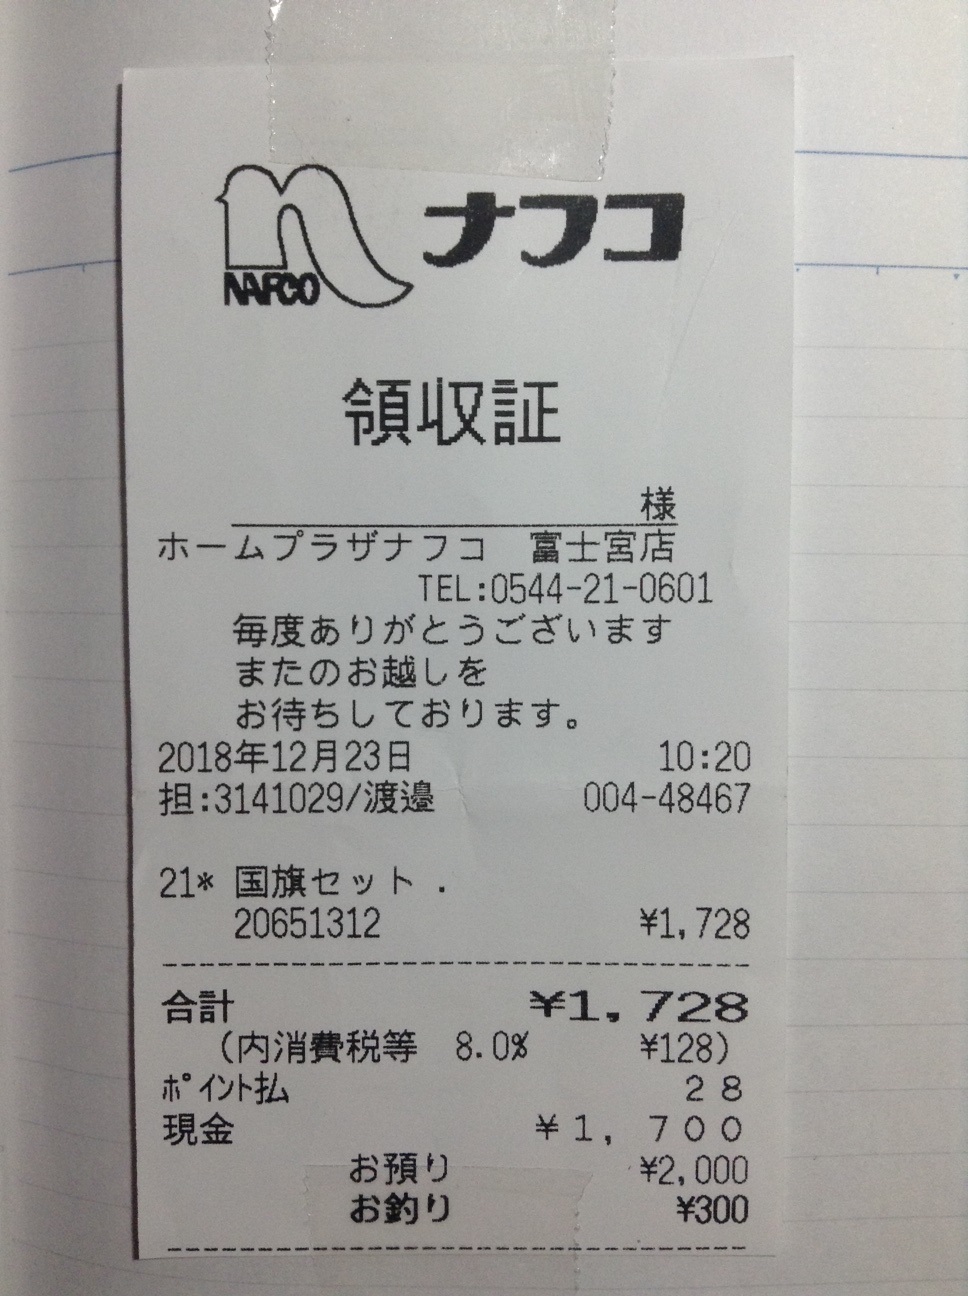 NAFCO ナフコ
領収証
様
ホームプラザナフコ　富士宮店
TEL:0544-21-0601
毎度ありがとうございます
またのお越しを
お待ちしております。
2018年12月23日 10:20
担:3141029/渡邉 004-48467
21* 国旗セット .
20651312 ¥1,728
合計 ¥1,728
(内消費税等 8.0% ¥128)
ﾎﾟｲﾝﾄ払 28
現金 ¥1,700
お預り ¥2,000
お釣り ¥300